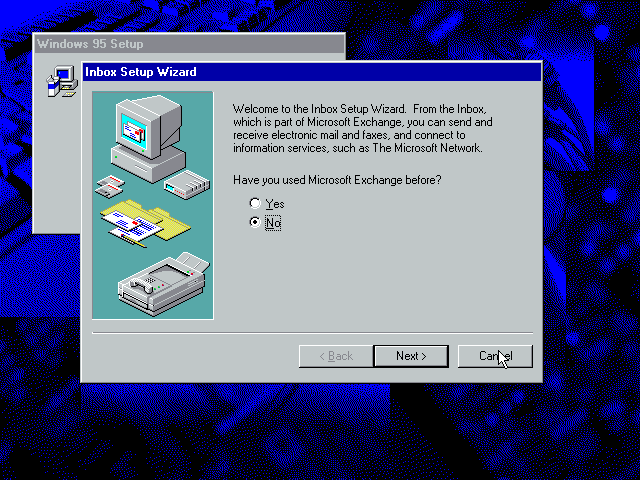 Windows 95 Setup
Inbox Setup Wizard
Welcome to the Inbox Setup Wizard. From the Inbox,
which is part of Microsoft Exchange, you can send and
receive electronic mail and faxes, and connect to
information services, such as The Microsoft Network.
Have you used Microsoft Exchange before?
Yes
No
< Back
Next >
Cancel